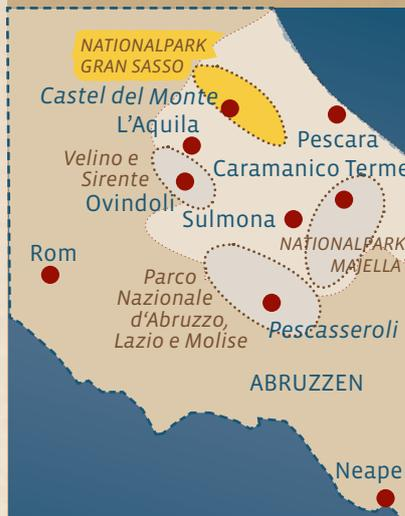 NATIONALPARK
GRAN SASSO
Castel del Monte
L'Aquila
Pescara
Velino e
Sirente
Caramanico Terme
Ovindoli
Sulmona
NATIONALPARK
MAJELLA
Rom
Parco
Nazionale
d'Abruzzo,
Lazio e Molise
Pescasseroli
ABRUZZEN
Neape